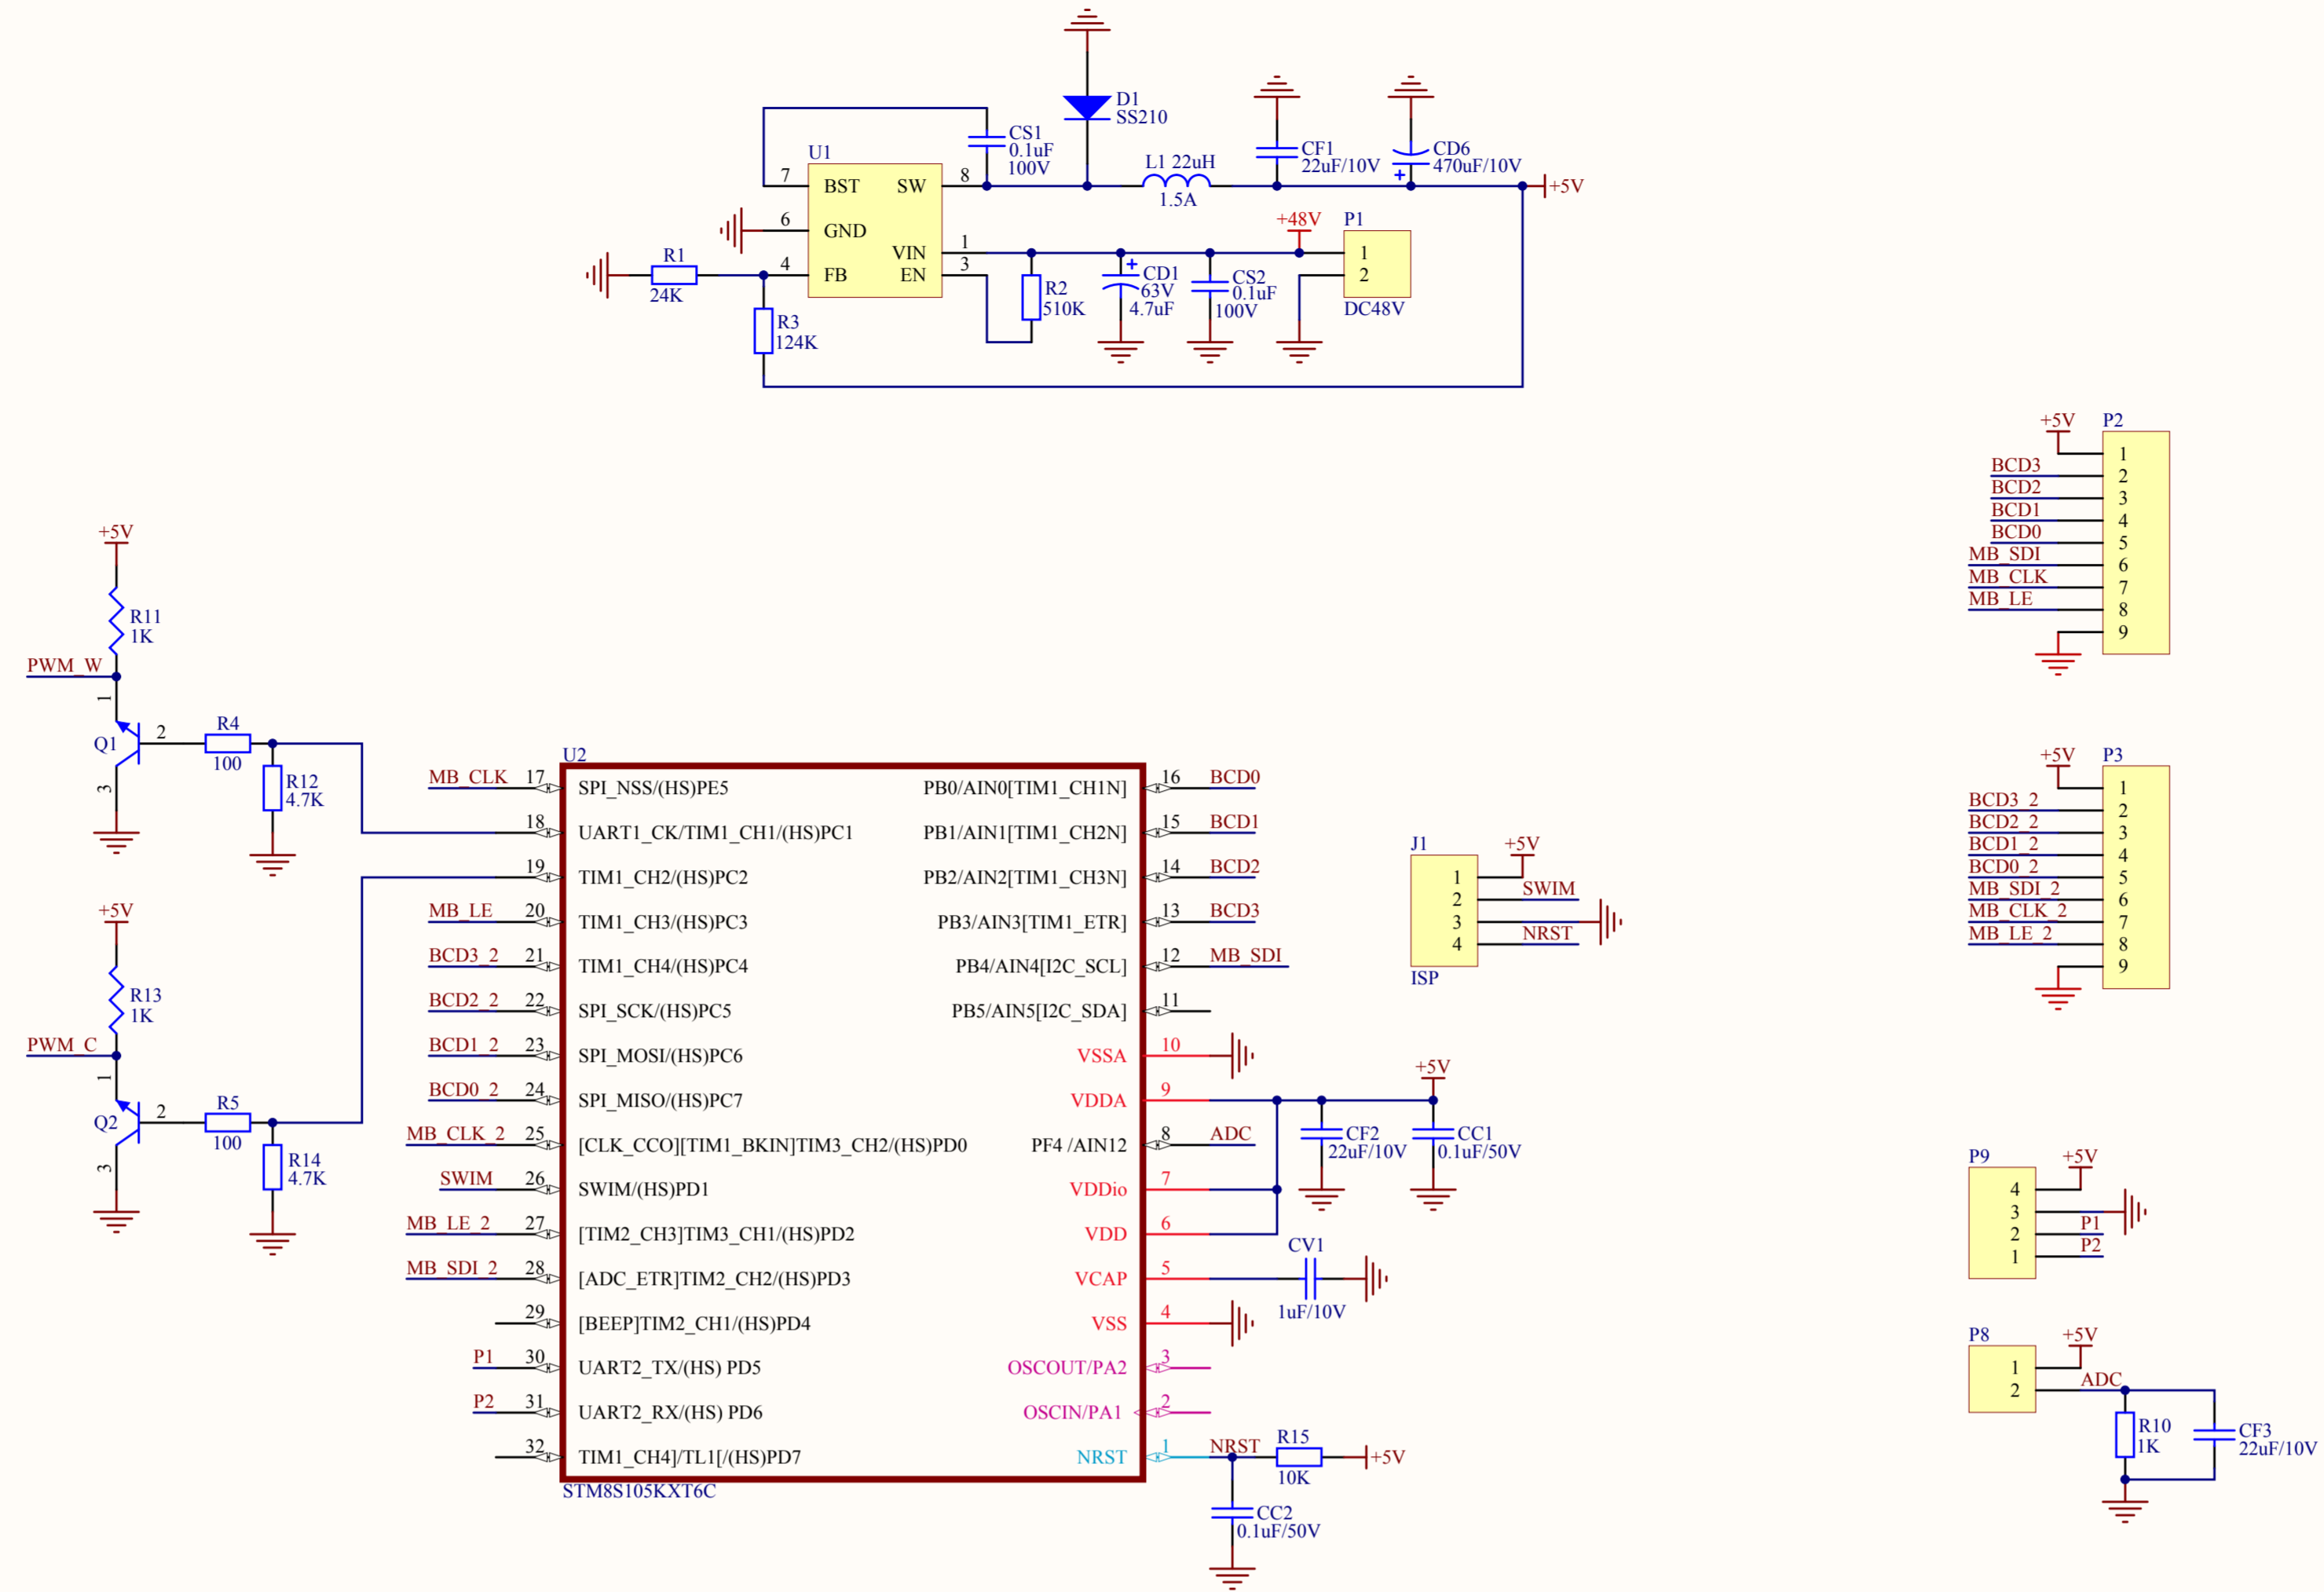 D1
SS210
CS1
0.1uF
100V
U1
7
BST
SW
8
6
GND
VIN
1
4
FB
EN
3
R1
24K
R3
124K
L1 22uH
1.5A
CF1
22uF/10V
CD6
470uF/10V
+
+5V
R2
510K
+
CD1
63V
4.7uF
CS2
0.1uF
100V
+48V
P1
1
2
DC48V
P2
+5V
1
BCD3
2
BCD2
3
BCD1
4
BCD0
5
MB_SDI
6
MB_CLK
7
MB_LE
8
9
+5V
R11
1K
PWM_W
1
Q1
2
3
R4
100
R12
4.7K
+5V
R13
1K
PWM_C
1
Q2
2
3
R5
100
R14
4.7K
U2
MB_CLK 17 SPI_NSS/(HS)PE5
18 UART1_CK/TIM1_CH1/(HS)PC1
19 TIM1_CH2/(HS)PC2
MB_LE 20 TIM1_CH3/(HS)PC3
BCD3_2 21 TIM1_CH4/(HS)PC4
BCD2_2 22 SPI_SCK/(HS)PC5
BCD1_2 23 SPI_MOSI/(HS)PC6
BCD0_2 24 SPI_MISO/(HS)PC7
MB_CLK_2 25 [CLK_CCO][TIM1_BKIN]TIM3_CH2/(HS)PD0
SWIM 26 SWIM/(HS)PD1
MB_LE_2 27 [TIM2_CH3]TIM3_CH1/(HS)PD2
MB_SDI_2 28 [ADC_ETR]TIM2_CH2/(HS)PD3
29 [BEEP]TIM2_CH1/(HS)PD4
P1 30 UART2_TX/(HS) PD5
P2 31 UART2_RX/(HS) PD6
32 TIM1_CH4]/TL1[/(HS)PD7
STM8S105KXT6C
PB0/AIN0[TIM1_CH1N] 16 BCD0
PB1/AIN1[TIM1_CH2N] 15 BCD1
PB2/AIN2[TIM1_CH3N] 14 BCD2
PB3/AIN3[TIM1_ETR] 13 BCD3
PB4/AIN4[I2C_SCL] 12 MB_SDI
PB5/AIN5[I2C_SDA] 11
VSSA 10
VDDA 9
PF4 /AIN12 8 ADC
VDDio 7
VDD 6
VCAP 5
VSS 4
OSCOUT/PA2 3
OSCIN/PA1 2
NRST 1 NRST
+5V
CF2
22uF/10V
CC1
0.1uF/50V
CV1
1uF/10V
R15
10K
+5V
CC2
0.1uF/50V
J1
+5V
1
2 SWIM
3
4 NRST
ISP
P3
+5V
1
BCD3_2
2
BCD2_2
3
BCD1_2
4
BCD0_2
5
MB_SDI_2
6
MB_CLK_2
7
MB_LE_2
8
9
P9
+5V
4
3
2 P1
1 P2
P8
+5V
1
2 ADC
R10
1K
CF3
22uF/10V